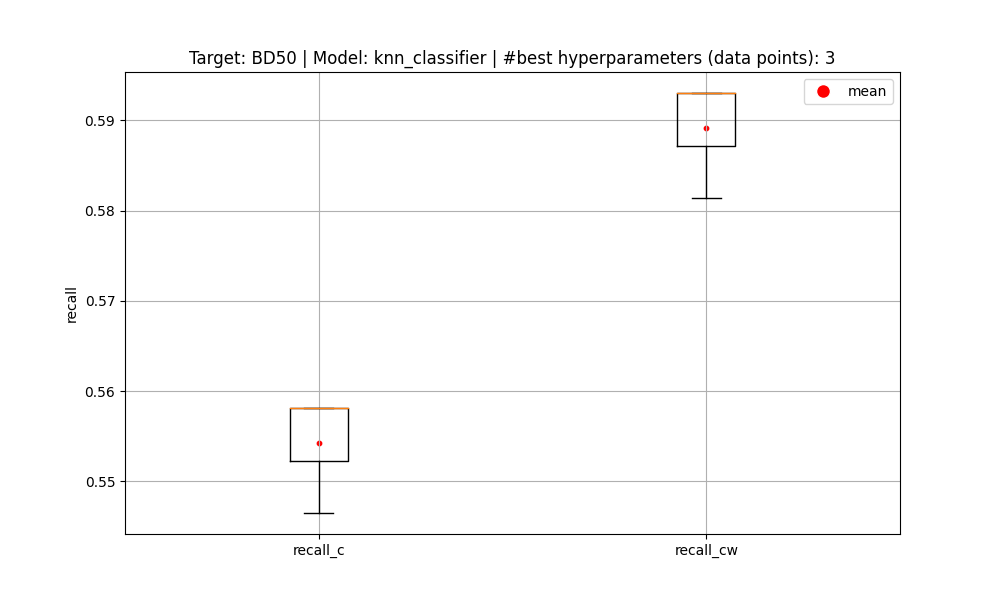 Target: BD50 | Model: knn_classifier | #best hyperparameters (data points): 3
mean
0.59
0.58
0.57
0.56
0.55
recall
recall_c
recall_cw